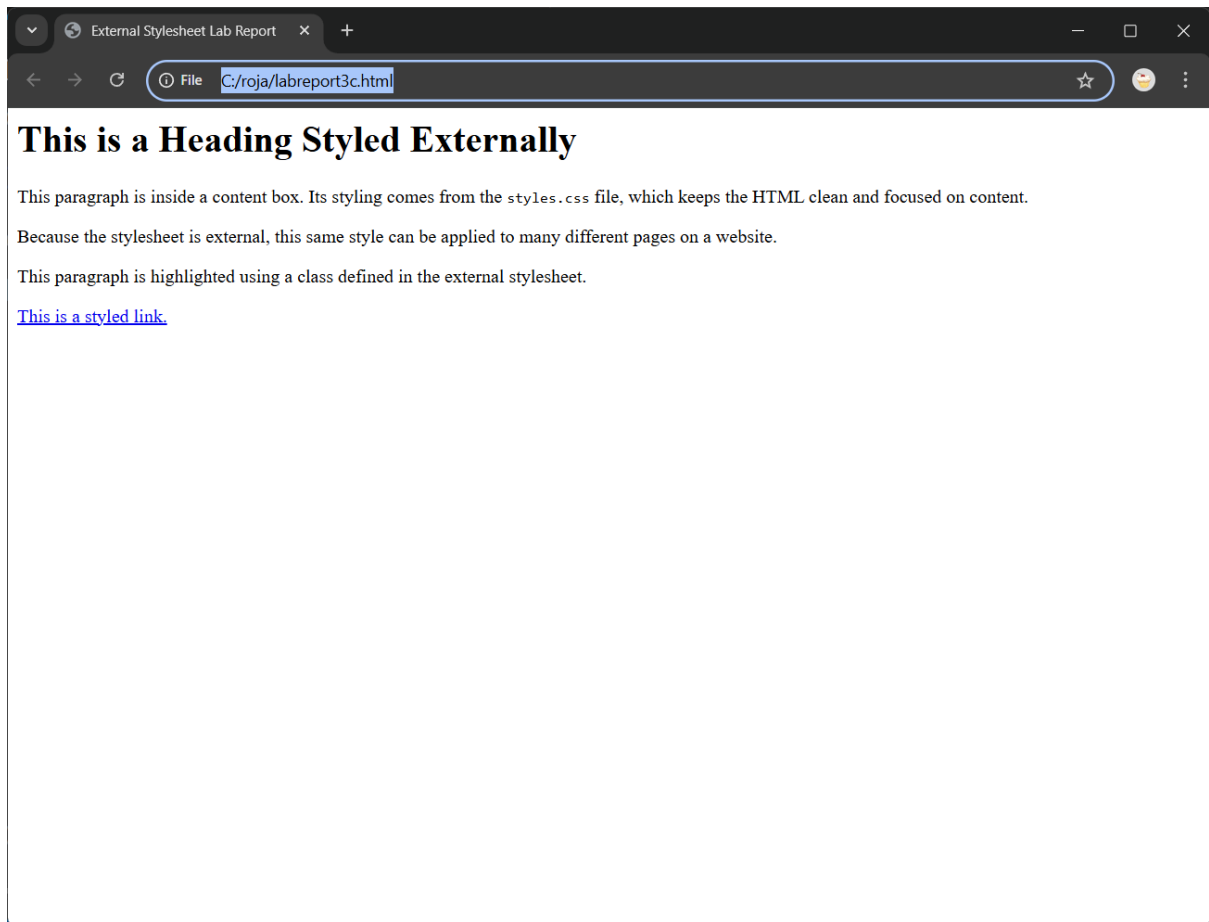 External Stylesheet Lab Report
File C:/roja/labreport3c.html
This is a Heading Styled Externally
This paragraph is inside a content box. Its styling comes from the styles.css file, which keeps the HTML clean and focused on content.
Because the stylesheet is external, this same style can be applied to many different pages on a website.
This paragraph is highlighted using a class defined in the external stylesheet.
This is a styled link.